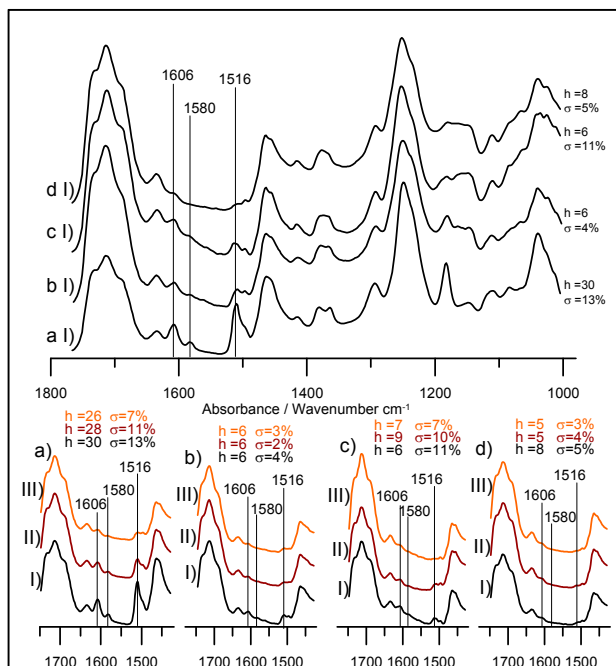 1606
1516
1580
h =8
σ =5%
h =6
σ =11%
h =6
σ =4%
h =30
σ =13%
d I)
c I)
b I)
a I)
1800 1600 1400 1200 1000
Absorbance / Wavenumber cm-1
a)
h =26 σ=7%
h =28 σ=11%
h =30 σ=13%
1606 1580 1516
III)
II)
I)
1700 1600 1500
b)
h =6 σ=3%
h =6 σ=2%
h =6 σ=4%
1606 1580 1516
III)
II)
I)
1700 1600 1500
c)
h =7 σ=7%
h =9 σ=10%
h =6 σ=11%
1606 1580 1516
III)
II)
I)
1700 1600 1500
d)
h =5 σ=3%
h =5 σ=4%
h =8 σ=5%
1606 1580 1516
III)
II)
I)
1700 1600 1500